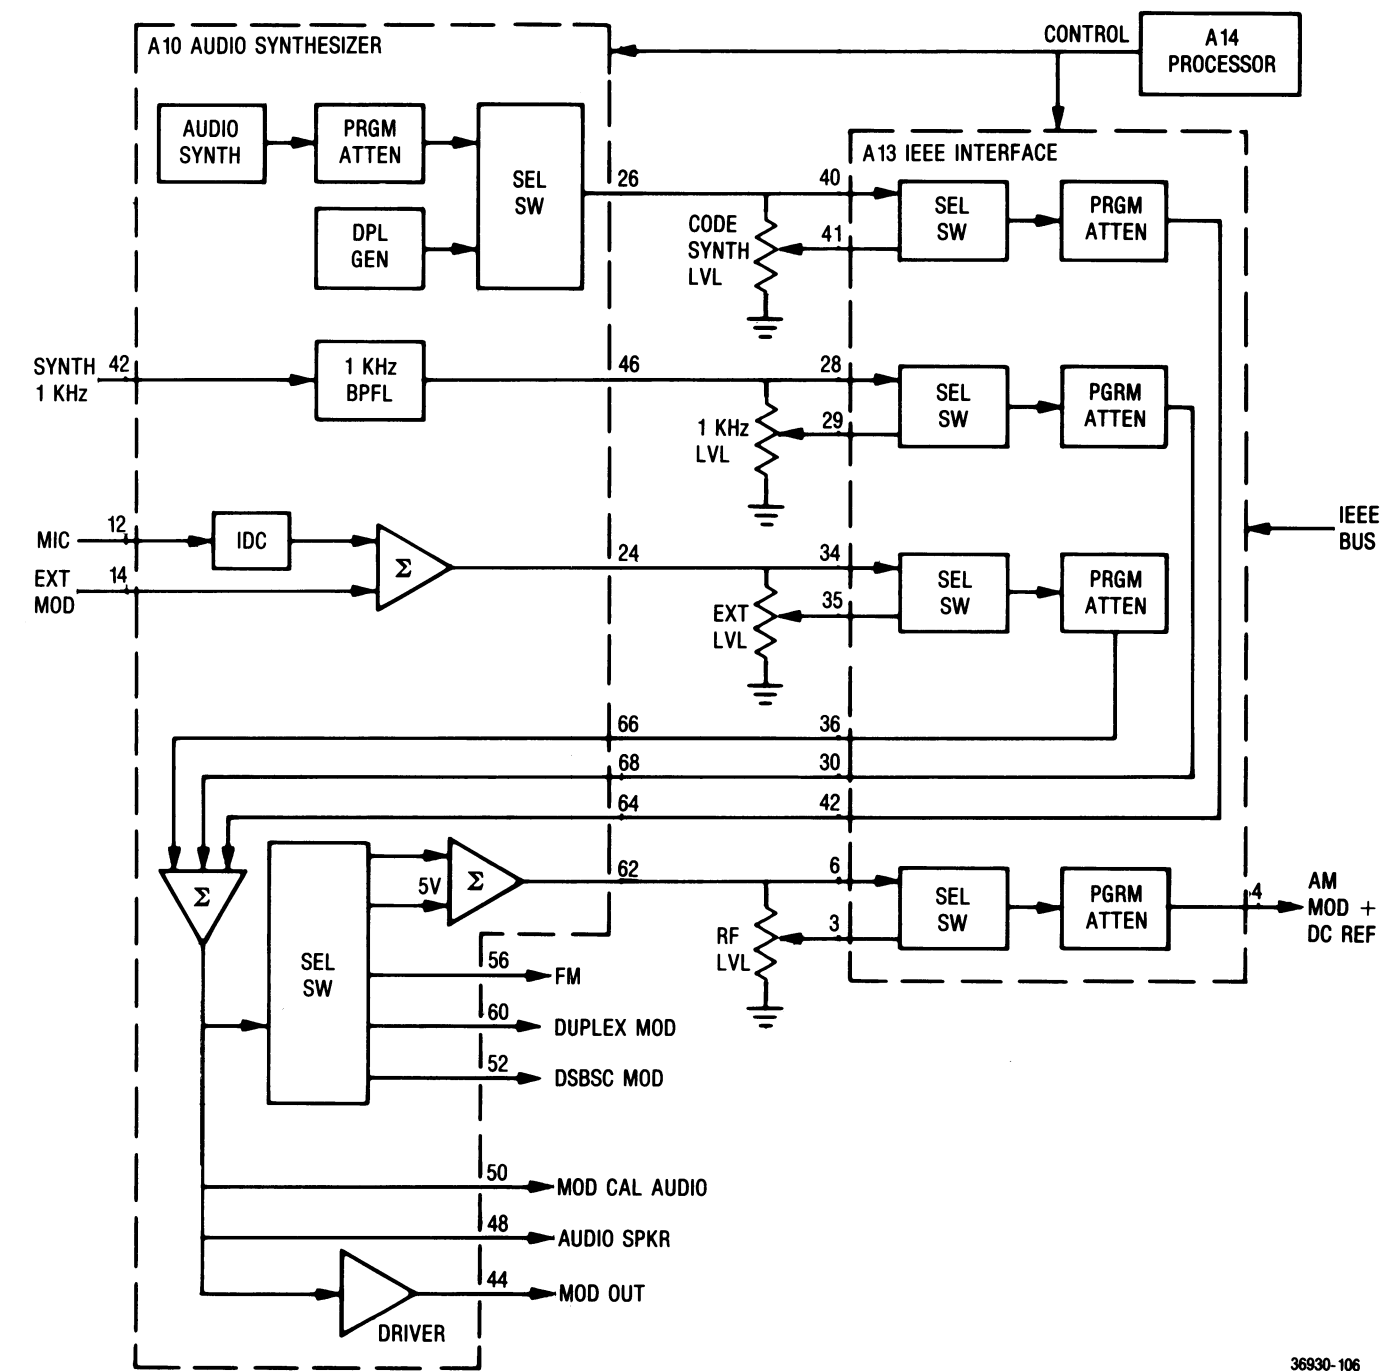 CONTROL
A14
PROCESSOR
A10 AUDIO SYNTHESIZER
AUDIO
SYNTH
PRGM
ATTEN
SEL
SW
DPL
GEN
26
40
A13 IEEE INTERFACE
SEL
SW
PRGM
ATTEN
CODE
SYNTH
LVL
41
SYNTH
1 KHz
42
1 KHz
BPFL
46
28
SEL
SW
PGRM
ATTEN
1 KHz
LVL
29
MIC
12
IDC
EXT
MOD
14
Σ
24
34
SEL
SW
PRGM
ATTEN
EXT
LVL
35
IEEE
BUS
66
36
68
30
64
42
Σ
SEL
SW
5V
Σ
62
6
SEL
SW
PGRM
ATTEN
4
AM
MOD +
DC REF
RF
LVL
3
56
FM
60
DUPLEX MOD
52
DSBSC MOD
50
MOD CAL AUDIO
48
AUDIO SPKR
44
MOD OUT
DRIVER
36930-106